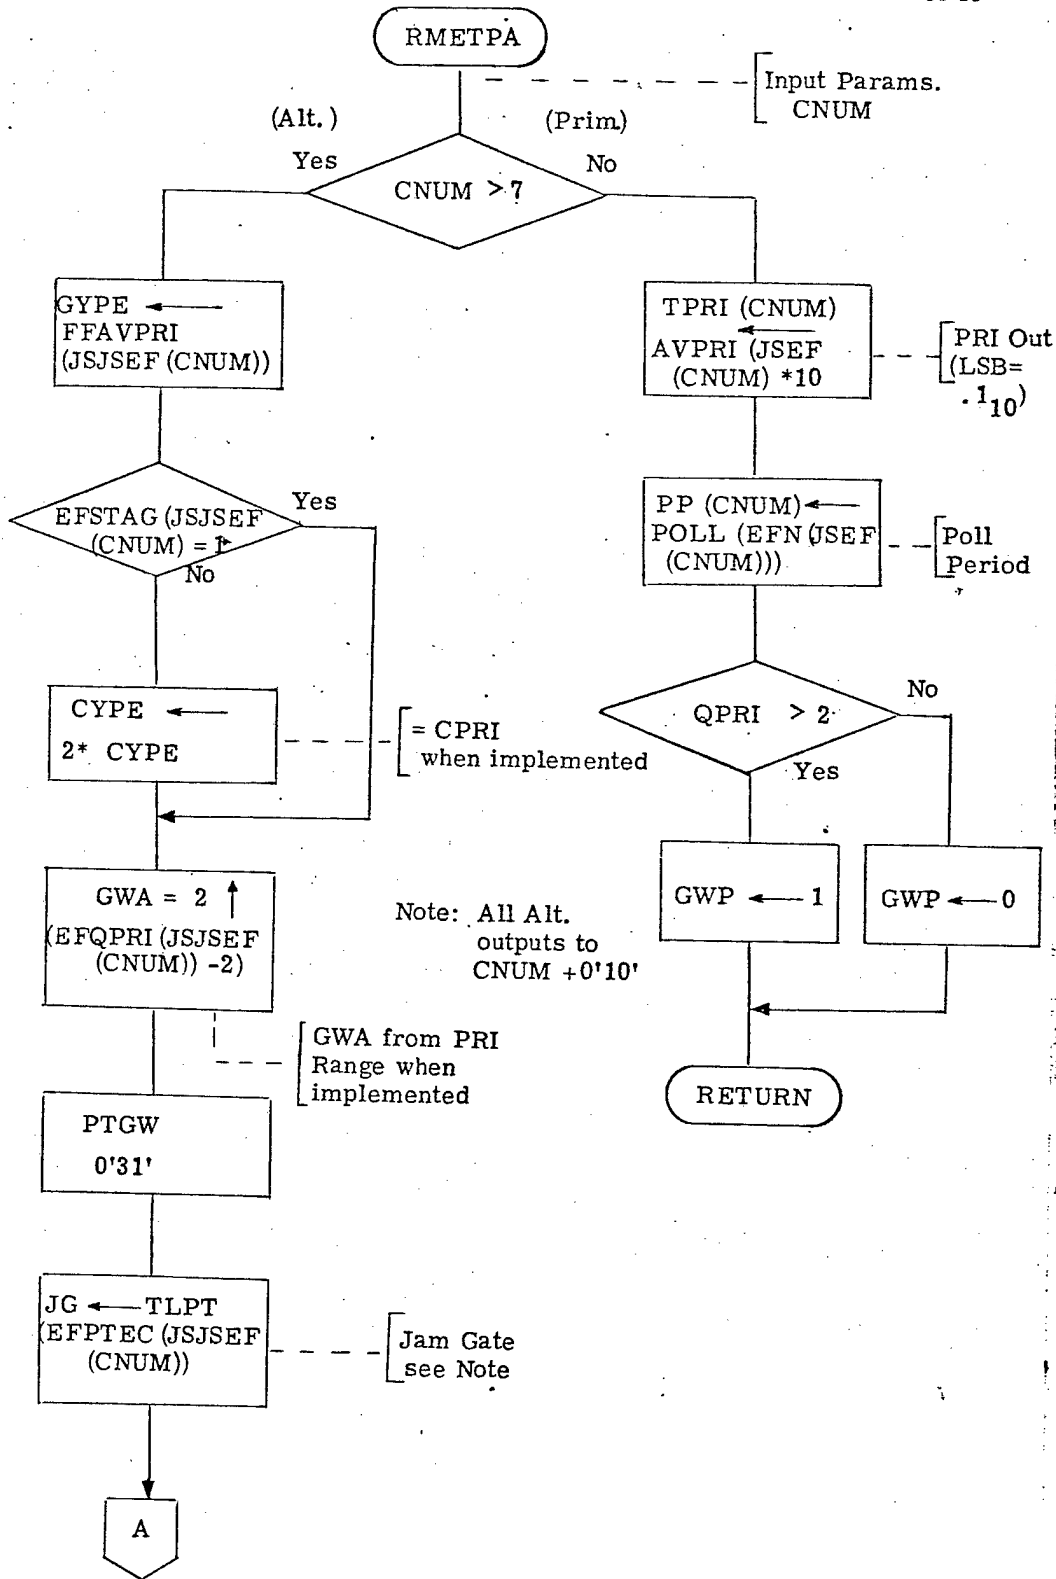 RMETPA
Input Params.
CNUM
(Alt.)
(Prim.)
Yes
No
CNUM > 7
GYPE ←
FFAVPRI
(JSJSEF (CNUM))
TPRI (CNUM)
←
AVPRI (JSEF
(CNUM) *10
PRI Out
(LSB=
.1₁₀)
EFSTAG (JSJSEF
(CNUM) = 1
Yes
No
PP (CNUM) ←
POLL (EFN (JSEF
(CNUM)))
Poll
Period
CYPE ←
2* CYPE
= CPRI
when implemented
QPRI > 2
No
Yes
GWA = 2 ↑
(EFQPRI (JSJSEF
(CNUM)) -2)
GWP ← 1
GWP ← 0
Note: All Alt.
outputs to
CNUM +0'10'
GWA from PRI
Range when
implemented
RETURN
PTGW
0'31'
JG ← TLPT
(EFPTEC (JSJSEF
(CNUM))
Jam Gate
see Note
A